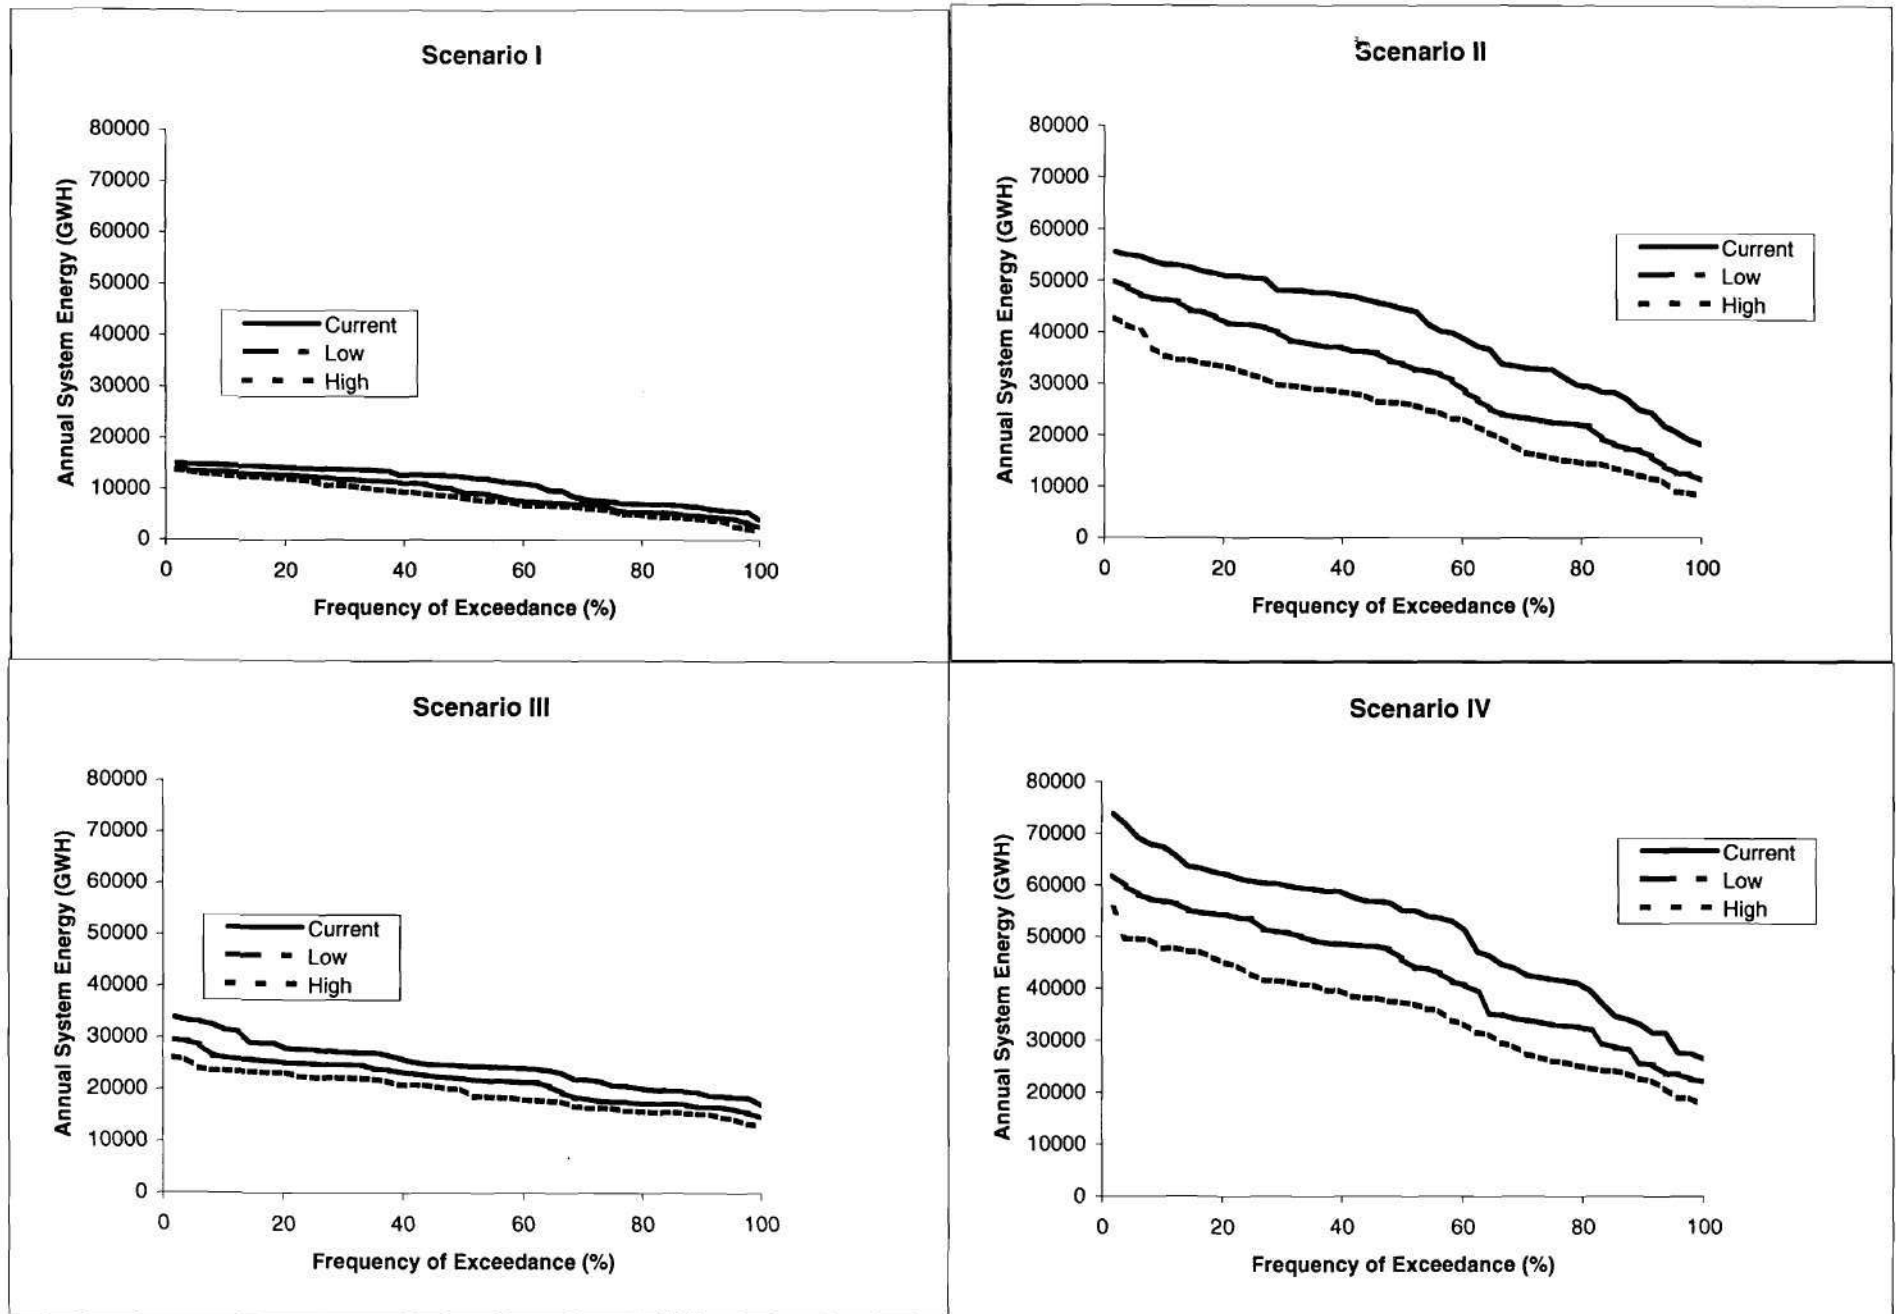 Scenario I
80000
70000
60000
50000
40000
30000
20000
10000
0
Annual System Energy (GWH)
Current
Low
High
0 20 40 60 80 100
Frequency of Exceedance (%)
Scenario II
80000
70000
60000
50000
40000
30000
20000
10000
0
Annual System Energy (GWH)
Current
Low
High
0 20 40 60 80 100
Frequency of Exceedance (%)
Scenario III
80000
70000
60000
50000
40000
30000
20000
10000
0
Annual System Energy (GWH)
Current
Low
High
0 20 40 60 80 100
Frequency of Exceedance (%)
Scenario IV
80000
70000
60000
50000
40000
30000
20000
10000
0
Annual System Energy (GWH)
Current
Low
High
0 20 40 60 80 100
Frequency of Exceedance (%)